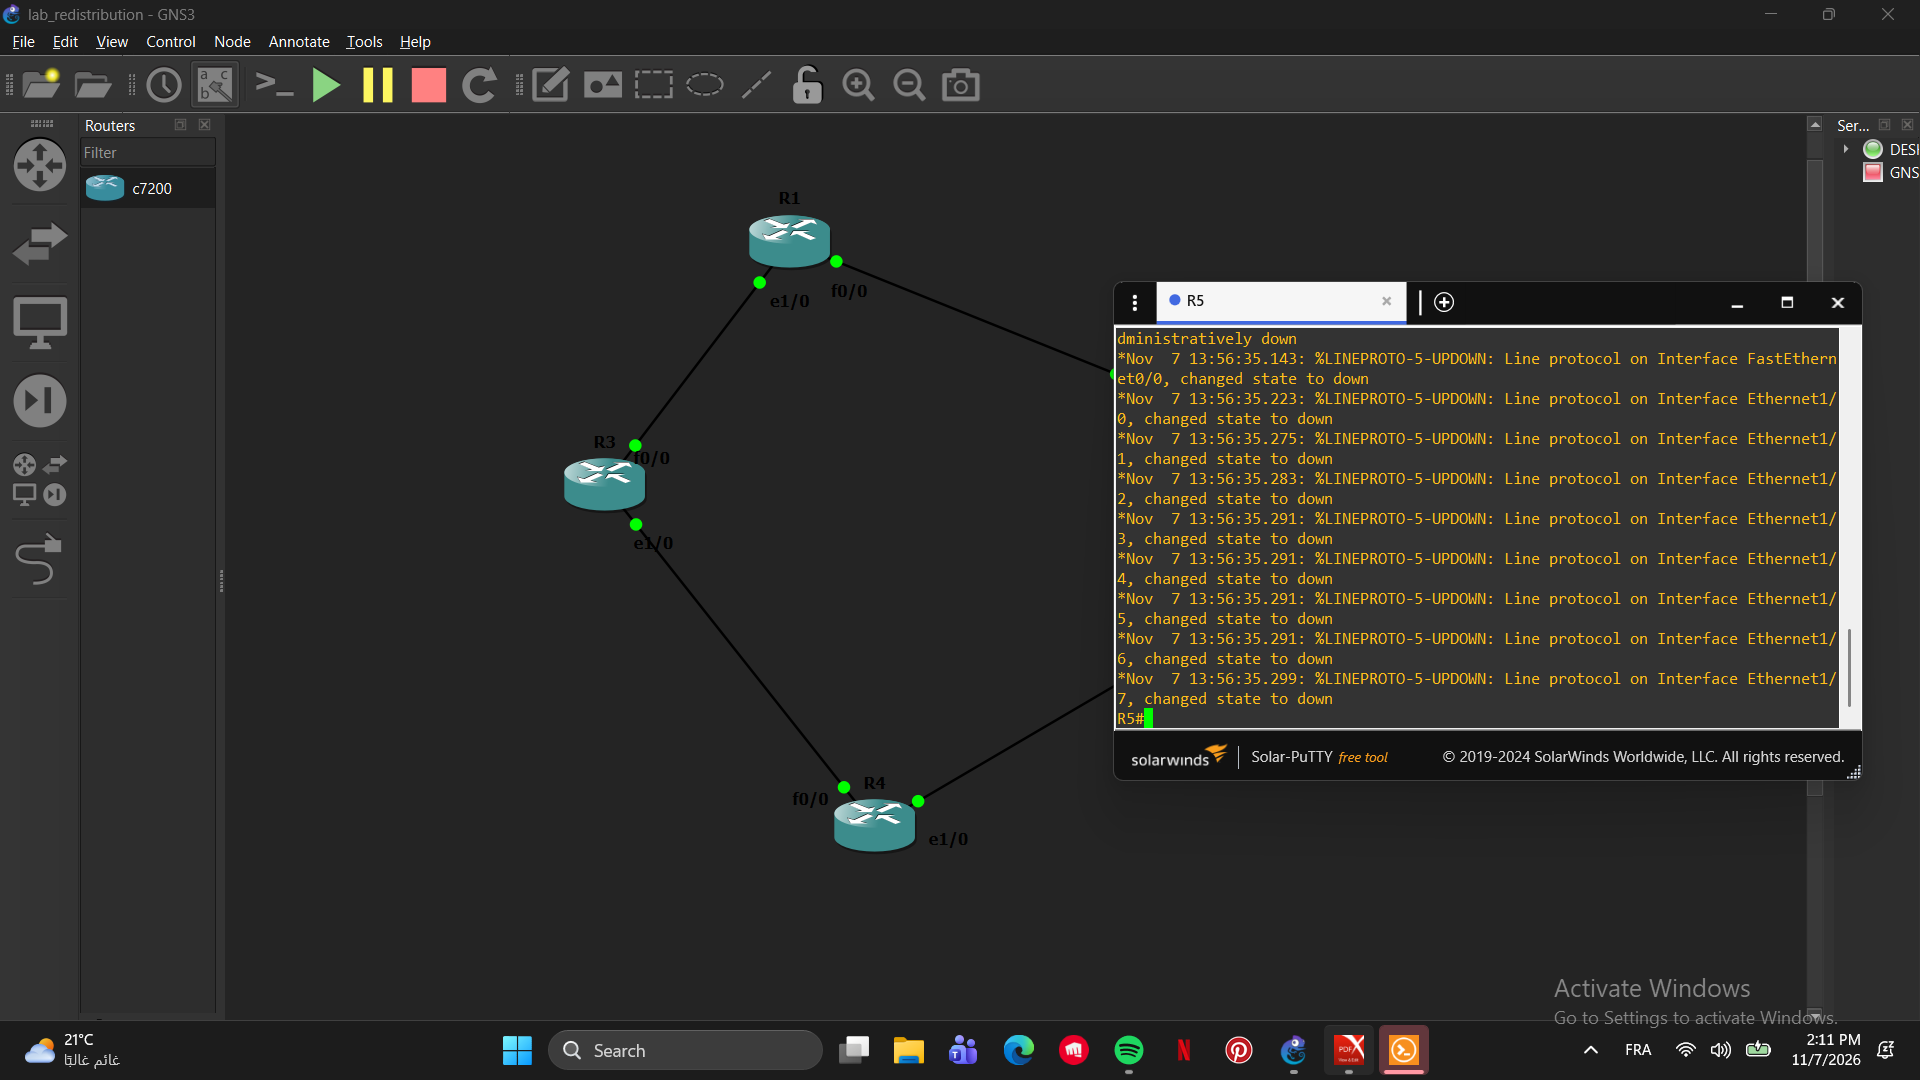 lab_redistribution - GNS3
File Edit View Control Node Annotate Tools Help
Routers
Filter
c7200
Ser...
DESI
GNS
R1
e1/0
f0/0
R3
f0/0
e1/0
R4
f0/0
e1/0
R5
dministratively down
*Nov  7 13:56:35.143: %LINEPROTO-5-UPDOWN: Line protocol on Interface FastEthern
et0/0, changed state to down
*Nov  7 13:56:35.223: %LINEPROTO-5-UPDOWN: Line protocol on Interface Ethernet1/
0, changed state to down
*Nov  7 13:56:35.275: %LINEPROTO-5-UPDOWN: Line protocol on Interface Ethernet1/
1, changed state to down
*Nov  7 13:56:35.283: %LINEPROTO-5-UPDOWN: Line protocol on Interface Ethernet1/
2, changed state to down
*Nov  7 13:56:35.291: %LINEPROTO-5-UPDOWN: Line protocol on Interface Ethernet1/
3, changed state to down
*Nov  7 13:56:35.291: %LINEPROTO-5-UPDOWN: Line protocol on Interface Ethernet1/
4, changed state to down
*Nov  7 13:56:35.291: %LINEPROTO-5-UPDOWN: Line protocol on Interface Ethernet1/
5, changed state to down
*Nov  7 13:56:35.291: %LINEPROTO-5-UPDOWN: Line protocol on Interface Ethernet1/
6, changed state to down
*Nov  7 13:56:35.299: %LINEPROTO-5-UPDOWN: Line protocol on Interface Ethernet1/
7, changed state to down
R5#
solarwinds Solar-PuTTY free tool © 2019-2024 SolarWinds Worldwide, LLC. All rights reserved.
Activate Windows
Go to Settings to activate Windows.
21°C
غائم غالبًا
Search
FRA
2:11 PM
11/7/2026